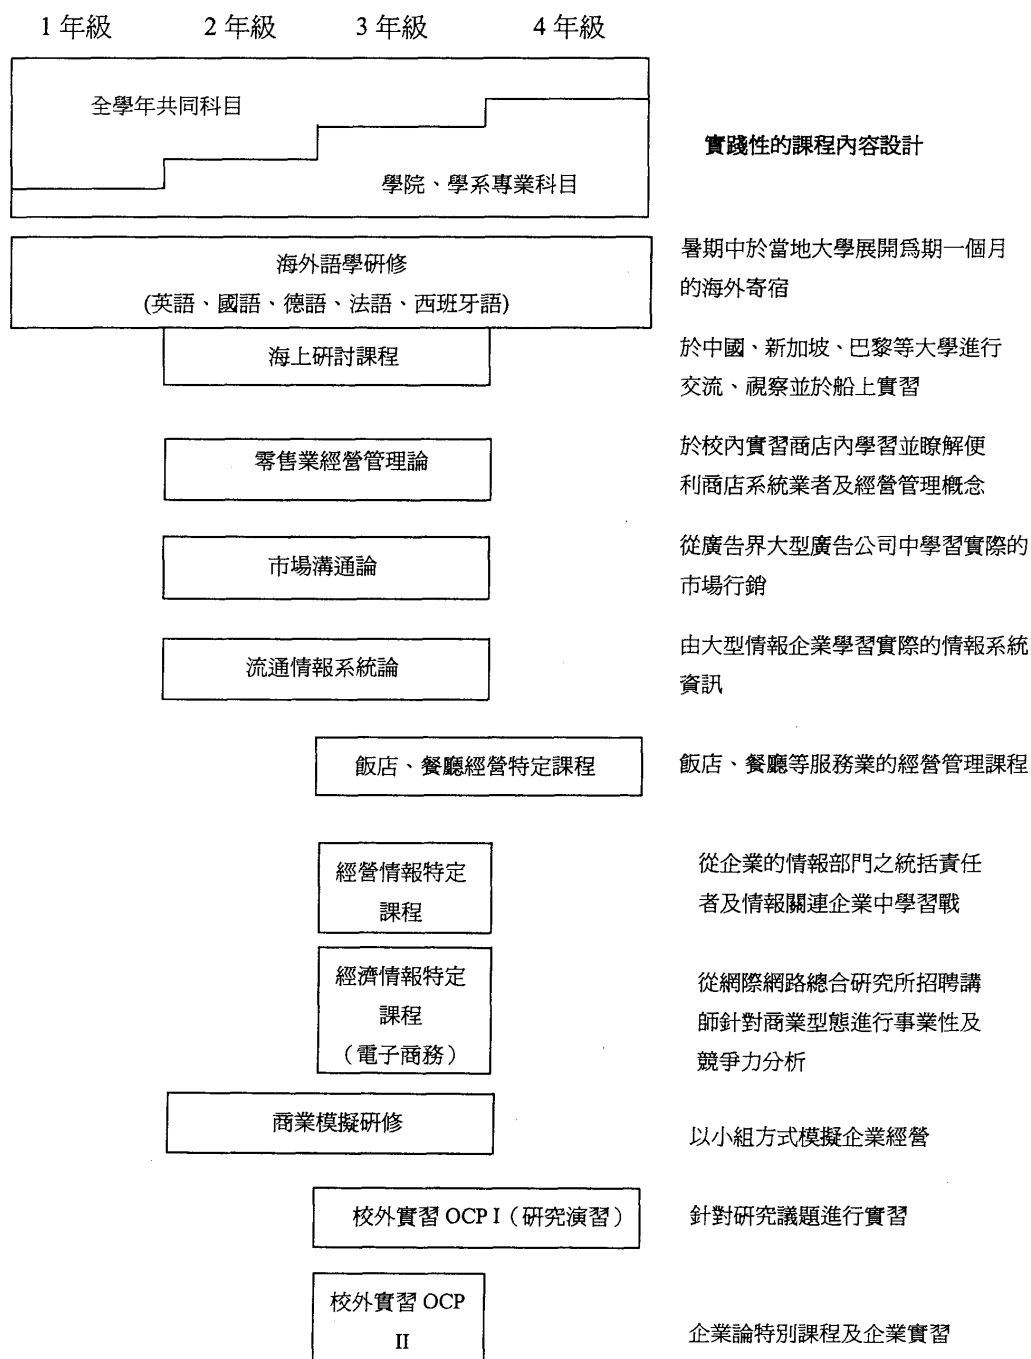 1 年級 2 年級 3 年級 4 年級
全學年共同科目
學院、學系專業科目
實踐性的課程內容設計
海外語學研修
(英語、國語、德語、法語、西班牙語)
暑期中於當地大學展開爲期一個月
的海外寄宿
海上研討課程
於中國、新加坡、巴黎等大學進行
交流、視察並於船上實習
零售業經營管理論
於校內實習商店內學習並瞭解便
利商店系統業者及經營管理概念
市場溝通論
從廣告界大型廣告公司中學習實際的
市場行銷
流通情報系統論
由大型情報企業學習實際的情報系統
資訊
飯店、餐廳經營特定課程
飯店、餐廳等服務業的經營管理課程
經營情報特定
課程
從企業的情報部門之統括責任
者及情報關連企業中學習戰
經濟情報特定
課程
（電子商務）
從網際網路總合研究所招聘講
師針對商業型態進行事業性及
競爭力分析
商業模擬研修
以小組方式模擬企業經營
校外實習 OCP I（研究演習）
針對研究議題進行實習
校外實習 OCP
II
企業論特別課程及企業實習